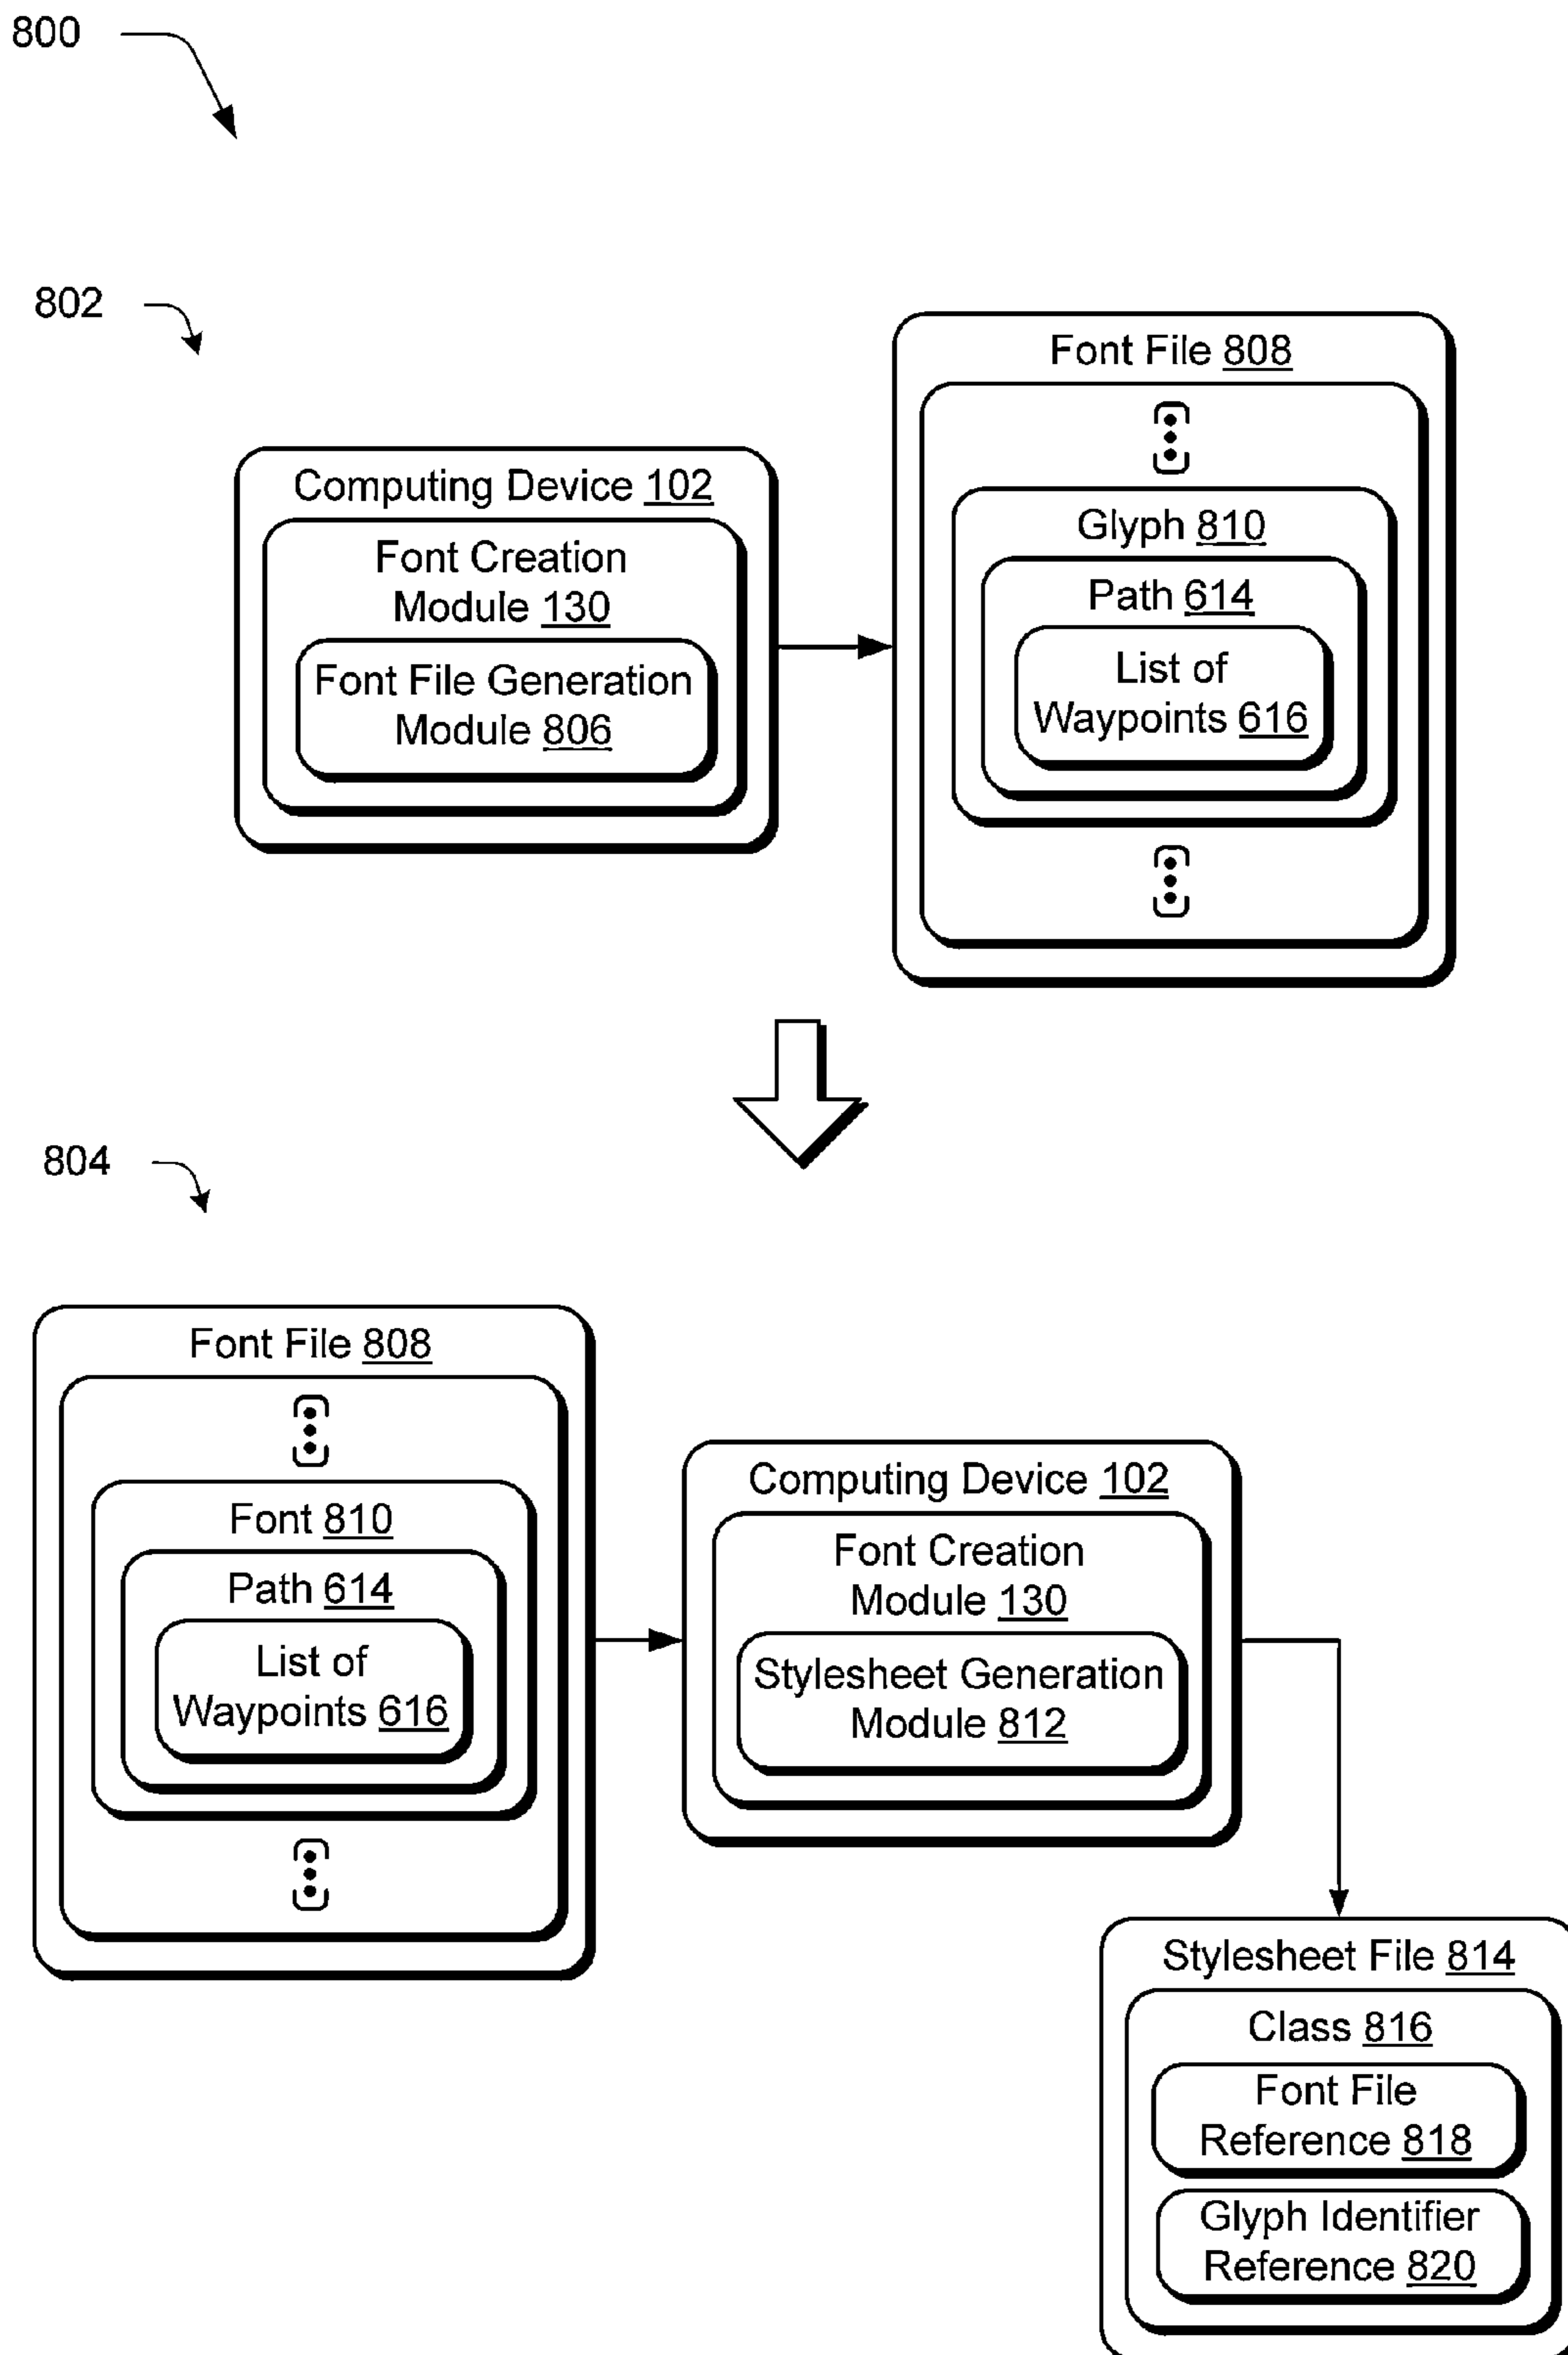 800
802
Computing Device 102
Font Creation
Module 130
Font File Generation
Module 806
Font File 808
Glyph 810
Path 614
List of
Waypoints 616
804
Font File 808
Font 810
Path 614
List of
Waypoints 616
Computing Device 102
Font Creation
Module 130
Stylesheet Generation
Module 812
Stylesheet File 814
Class 816
Font File
Reference 818
Glyph Identifier
Reference 820